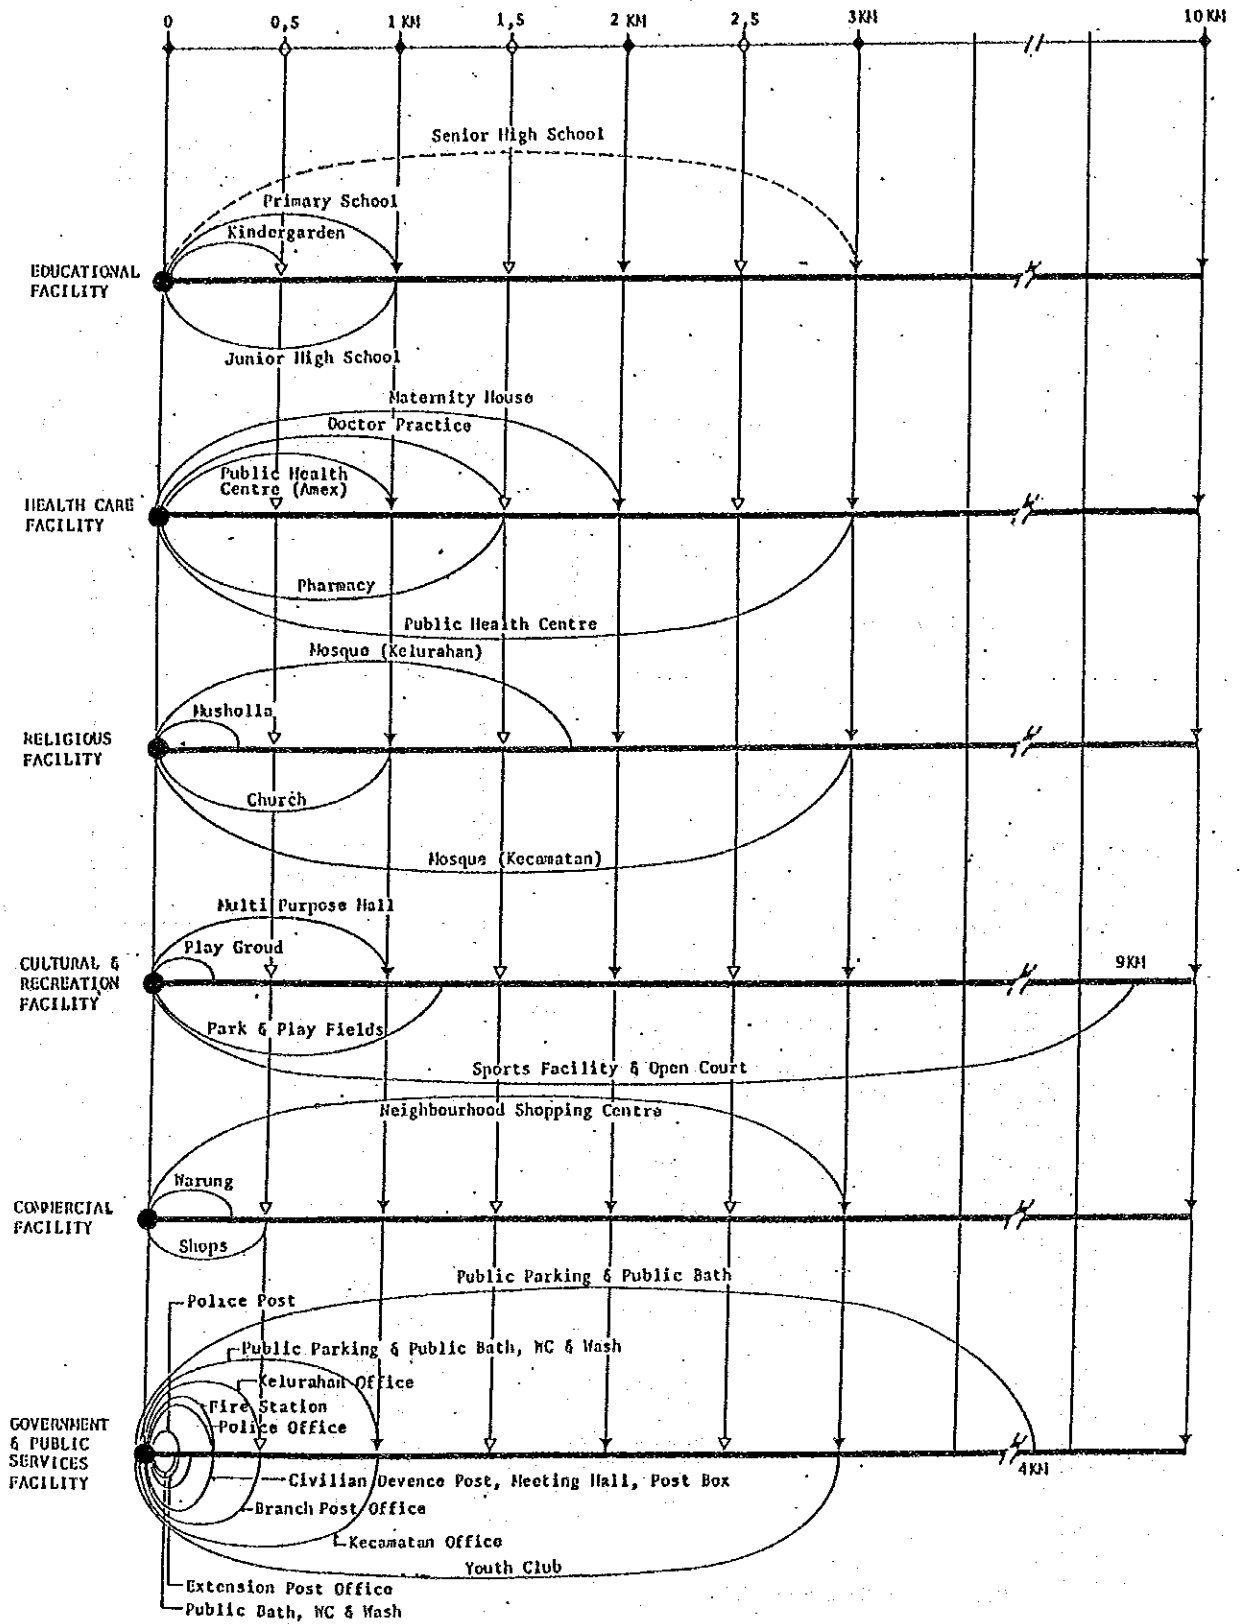 0 0,5 1 KM 1,5 2 KM 2,5 3KM 10 KM
Senior High School
Primary School
Kindergarden
EDUCATIONAL
FACILITY
Junior High School
Maternity House
Doctor Practice
Public Health
Centre (Amex)
HEALTH CARE
FACILITY
Pharmacy
Public Health Centre
Mosque (Kelurahan)
Musholla
RELIGIOUS
FACILITY
Church
Mosque (Kecamatan)
Multi Purpose Hall
Play Groud
CULTURAL &
RECREATION
FACILITY
9KM
Park & Play Fields
Sports Facility & Open Court
Neighbourhood Shopping Centre
Warung
COMMERCIAL
FACILITY
Shops
Public Parking & Public Bath
Police Post
Public Parking & Public Bath, WC & Wash
Kelurahan Office
Fire Station
Police Office
GOVERNMENT
& PUBLIC
SERVICES
FACILITY
4KM
Civilian Devence Post, Meeting Hall, Post Box
Branch Post Office
Kecamatan Office
Youth Club
Extension Post Office
Public Bath, WC & Wash